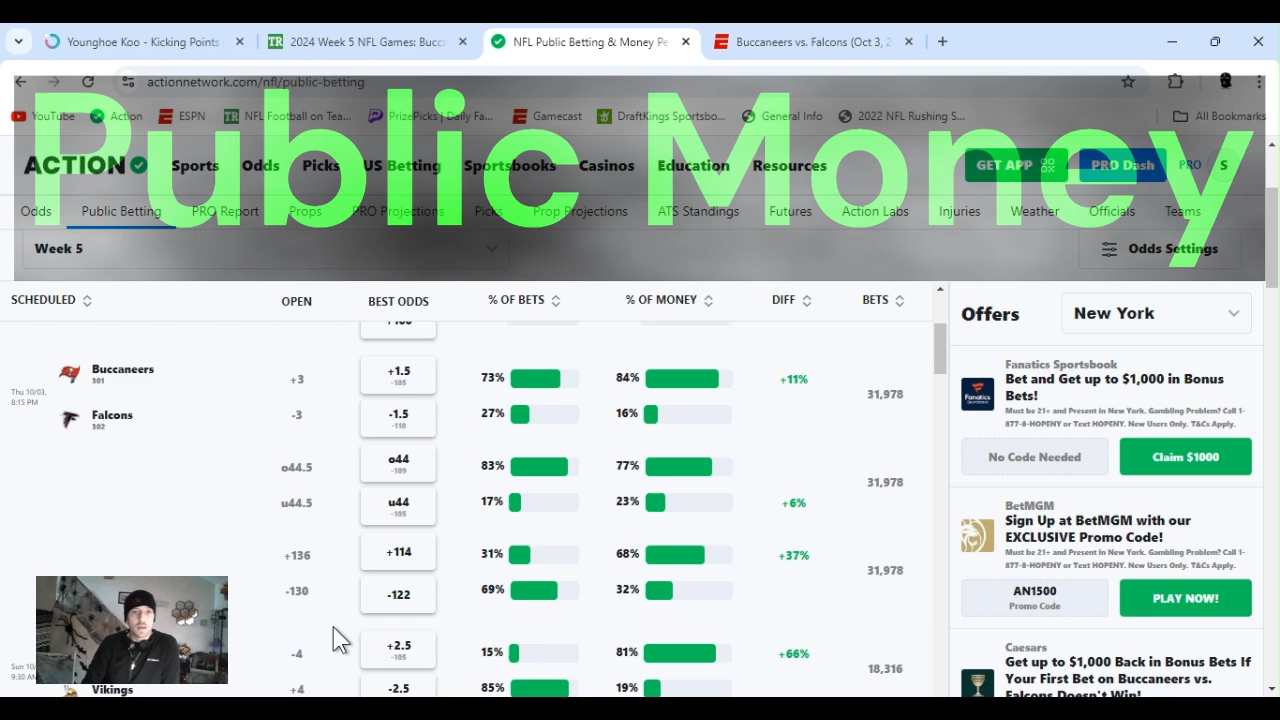 Younghoe Koo - Kicking Points
2024 Week 5 NFL Games: Bucca
NFL Public Betting & Money Pe
Buccaneers vs. Falcons (Oct 3, 2
actionnetwork.com/nfl/public-betting
YouTube Action ESPN NFL Football on Tea... PrizePicks | Daily Fa... Gamecast DraftKings Sportsbo... General Info 2022 NFL Rushing S... All Bookmarks
Public Money
ACTION Sports Odds Picks US Betting Sportsbooks Casinos Education Resources GET APP PRO Dash PRO S
Odds Public Betting PRO Report Props PRO Projections Picks Prop Projections ATS Standings Futures Action Labs Injuries Weather Officials Teams
Week 5 Odds Settings
SCHEDULED OPEN BEST ODDS % OF BETS % OF MONEY DIFF BETS
Thu 10/03,
8:15 PM
Buccaneers
301
+3 +1.5 73% 84% +11%
-105
31,978
Falcons
302
-3 -1.5 27% 16%
-110
o44.5 o44 83% 77%
-109
31,978
u44.5 u44 17% 23% +6%
-105
+136 +114 31% 68% +37%
31,978
-130 -122 69% 32%
Sun 10/
9:30 AM
-4 +2.5 15% 81% +66%
-105
18,316
Vikings
+4 -2.5 85% 19%
Offers New York
Fanatics Sportsbook
Fanatics
Bet and Get up to $1,000 in Bonus
Bets!
Must be 21+ and Present in New York. Gambling Problem? Call 1-
877-8-HOPENY or Text HOPENY. New Users Only. T&Cs Apply.
No Code Needed Claim $1000
BetMGM
Sign Up at BetMGM with our
EXCLUSIVE Promo Code!
Must be 21+ and Present in New York. Gambling Problem? Call 1-
877-8-HOPENY or Text HOPENY. New Users Only. T&Cs Apply.
AN1500
Promo Code
PLAY NOW!
Caesars
Get up to $1,000 Back in Bonus Bets If
Your First Bet on Buccaneers vs.
Falcons Doesn't Win!